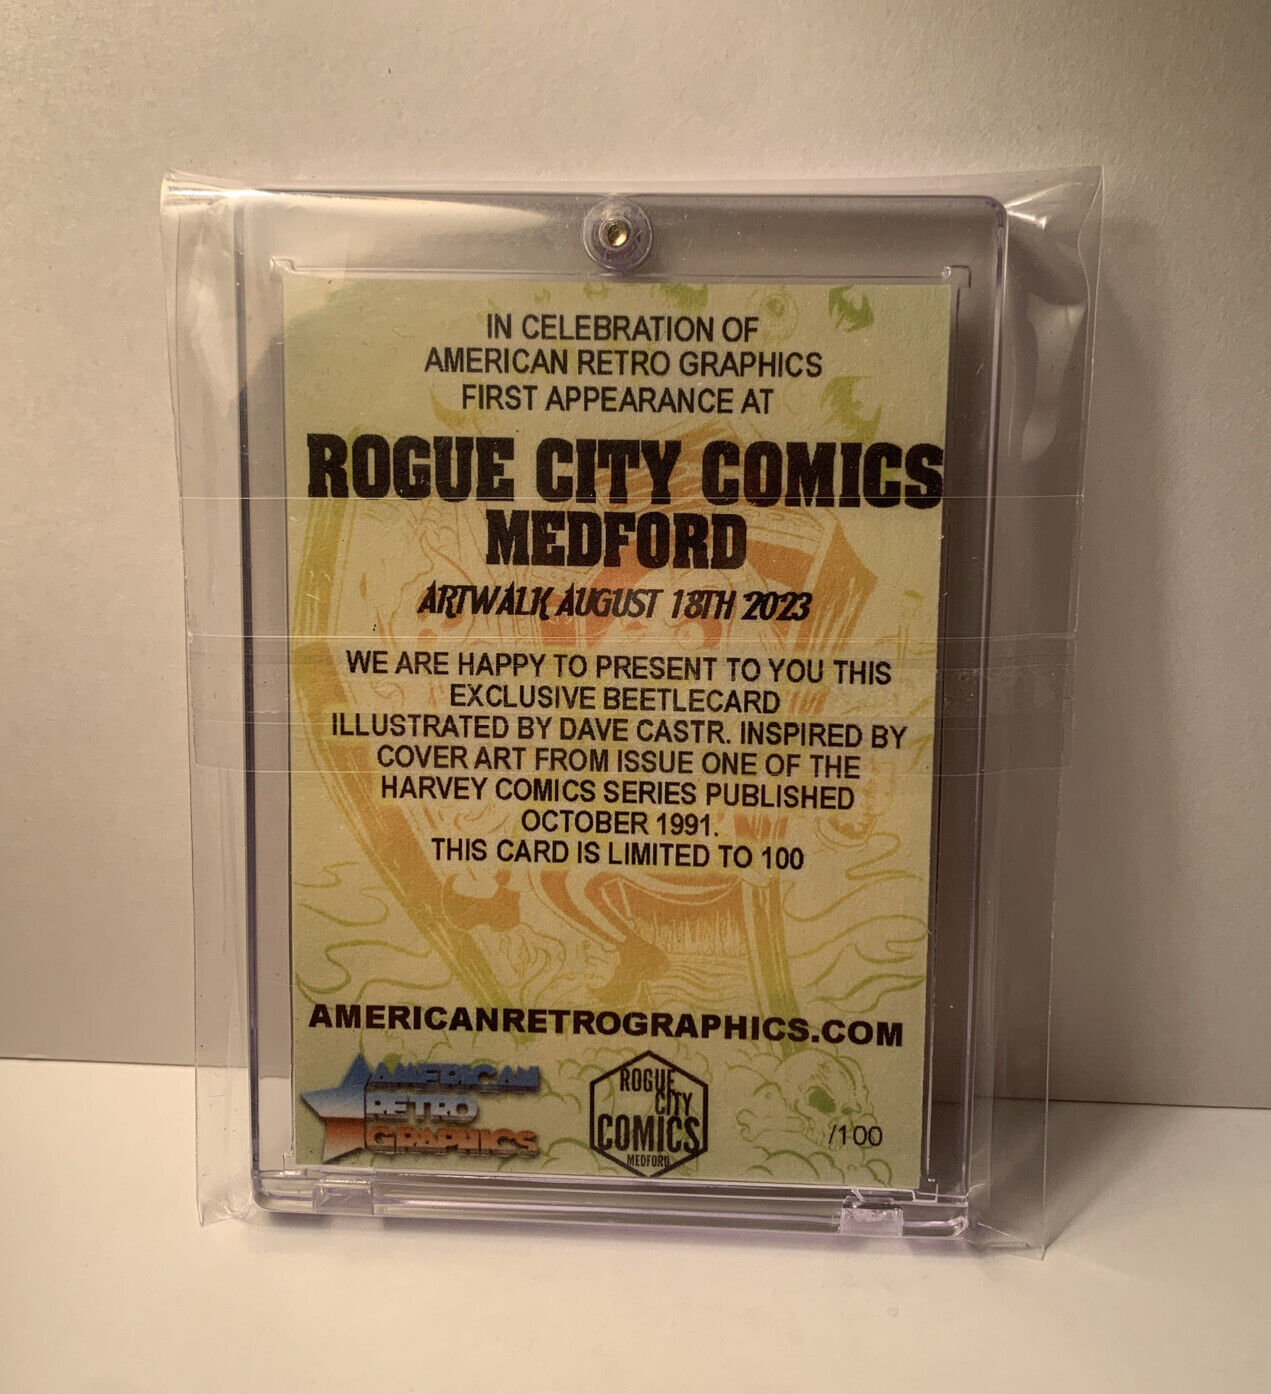 IN CELEBRATION OF
AMERICAN RETRO GRAPHICS
FIRST APPEARANCE AT
ROGUE CITY COMICS
MEDFORD
ARTWALK AUGUST 18TH 2023
WE ARE HAPPY TO PRESENT TO YOU THIS
EXCLUSIVE BEETLECARD
ILLUSTRATED BY DAVE CASTR. INSPIRED BY
COVER ART FROM ISSUE ONE OF THE
HARVEY COMICS SERIES PUBLISHED
OCTOBER 1991.
THIS CARD IS LIMITED TO 100
AMERICANRETROGRAPHICS.COM
AMERICAN
RETRO
GRAPHICS
ROGUE
CITY
COMICS
MEDFORD
/100